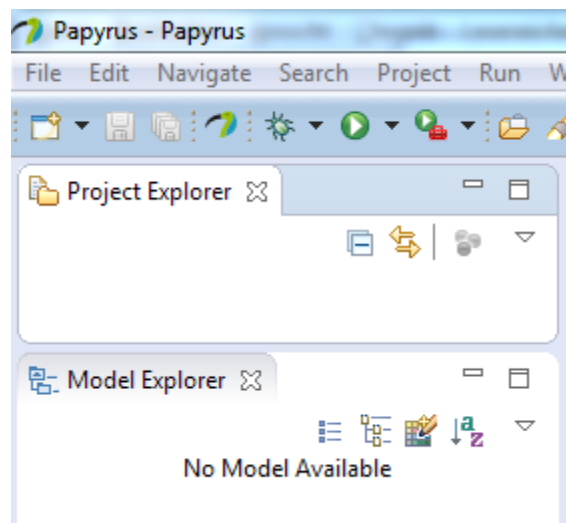 Papyrus - Papyrus
File Edit Navigate Search Project Run W
Project Explorer
Model Explorer
No Model Available